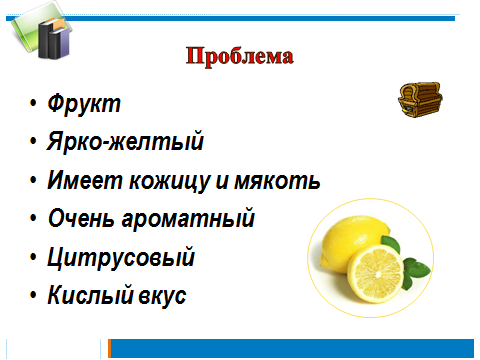 Проблема
• Фрукт
• Ярко-желтый
• Имеет кожицу и мякоть
• Очень ароматный
• Цитрусовый
• Кислый вкус